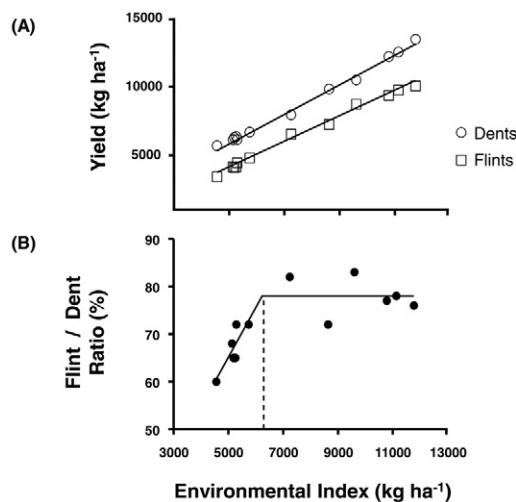 (A)
Yield (kg ha-1)
15000
10000
5000
Dents
Flints
(B)
Flint / Dent
Ratio (%)
90
80
70
60
50
3000 5000 7000 9000 11000 13000
Environmental Index (kg ha-1)